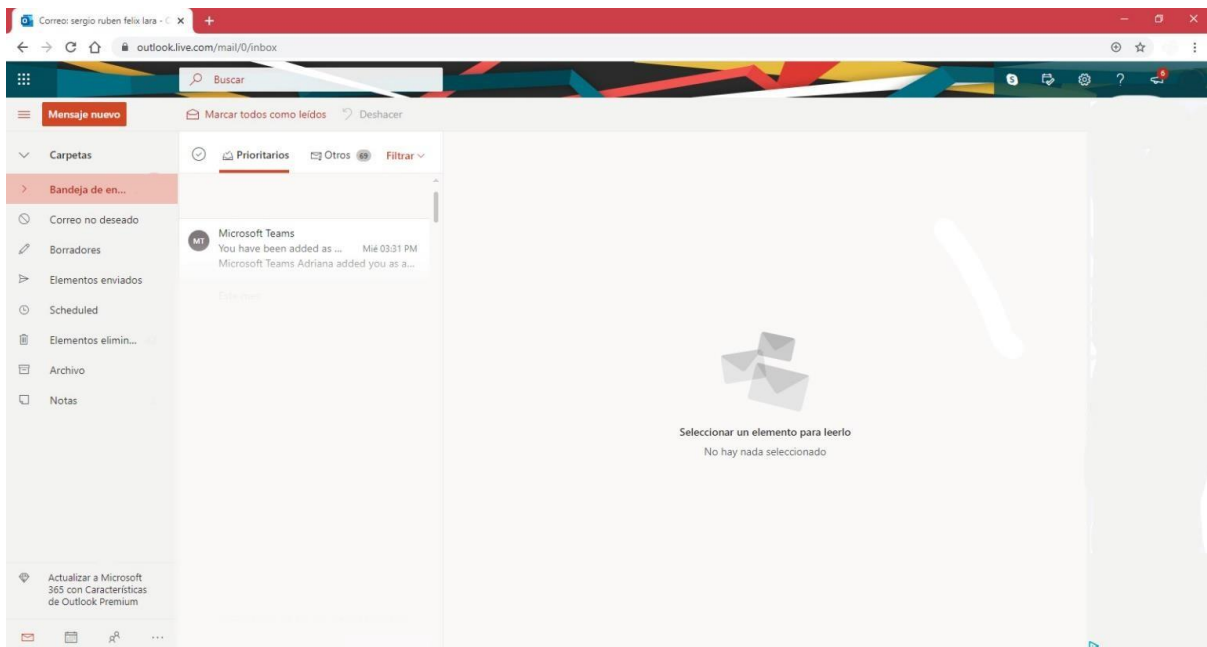 Correo: sergio ruben felix lara -
outlook.live.com/mail/0/inbox
Buscar
S
?
6
Mensaje nuevo
Marcar todos como leídos
Deshacer
Carpetas
Prioritarios
Otros 69
Filtrar
Bandeja de en...
Correo no deseado
Borradores
Elementos enviados
Scheduled
Elementos elimin...
Archivo
Notas
MT
Microsoft Teams
You have been added as ... Mié 03:31 PM
Microsoft Teams Adriana added you as a...
Este mes
Seleccionar un elemento para leerlo
No hay nada seleccionado
Actualizar a Microsoft
365 con Características
de Outlook Premium